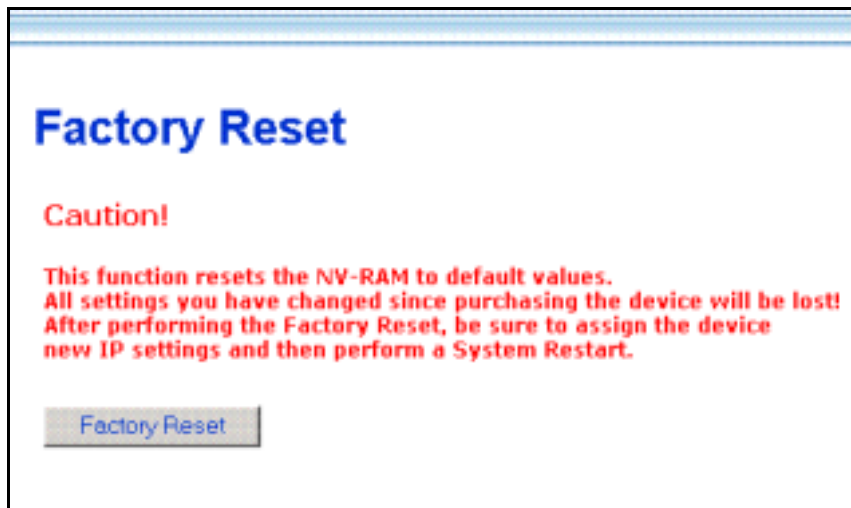 Factory Reset
Caution!
This function resets the NV-RAM to default values.
All settings you have changed since purchasing the device will be lost!
After performing the Factory Reset, be sure to assign the device
new IP settings and then perform a System Restart.
Factory Reset